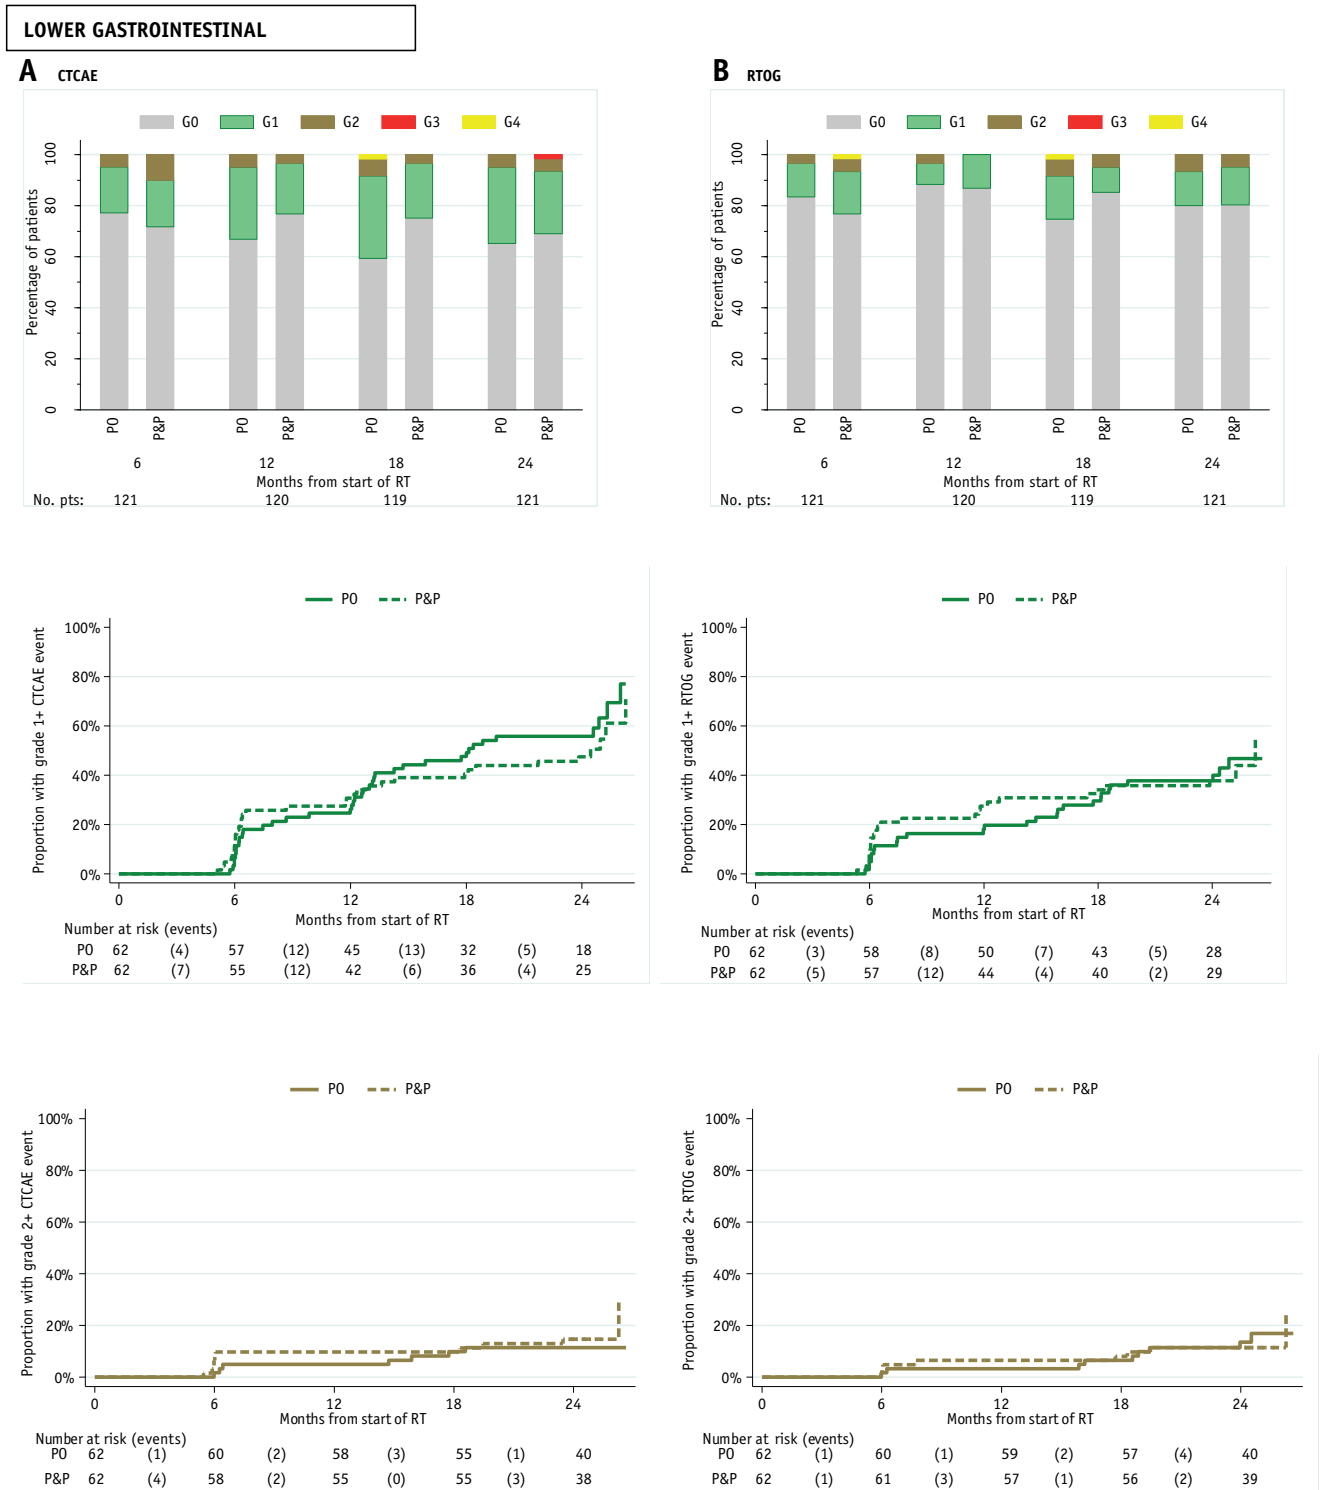 LOWER GASTROINTESTINAL
A CTCAE
G0 G1 G2 G3 G4
Percentage of patients
100
80
60
40
20
0
PO P&P PO P&P PO P&P PO P&P
6 12 18 24
Months from start of RT
No. pts: 121 120 119 121
B RTOG
G0 G1 G2 G3 G4
Percentage of patients
100
80
60
40
20
0
PO P&P PO P&P PO P&P PO P&P
6 12 18 24
Months from start of RT
No. pts: 121 120 119 121
PO P&P
Proportion with grade 1+ CTCAE event
100%
80%
60%
40%
20%
0%
0 6 12 18 24
Months from start of RT
Number at risk (events)
PO 62 (4) 57 (12) 45 (13) 32 (5) 18
P&P 62 (7) 55 (12) 42 (6) 36 (4) 25
PO P&P
Proportion with grade 1+ RTOG event
100%
80%
60%
40%
20%
0%
0 6 12 18 24
Months from start of RT
Number at risk (events)
PO 62 (3) 58 (8) 50 (7) 43 (5) 28
P&P 62 (5) 57 (12) 44 (4) 40 (2) 29
PO P&P
Proportion with grade 2+ CTCAE event
100%
80%
60%
40%
20%
0%
0 6 12 18 24
Months from start of RT
Number at risk (events)
PO 62 (1) 60 (2) 58 (3) 55 (1) 40
P&P 62 (4) 58 (2) 55 (0) 55 (3) 38
PO P&P
Proportion with grade 2+ RTOG event
100%
80%
60%
40%
20%
0%
0 6 12 18 24
Months from start of RT
Number at risk (events)
PO 62 (1) 60 (1) 59 (2) 57 (4) 40
P&P 62 (1) 61 (3) 57 (1) 56 (2) 39